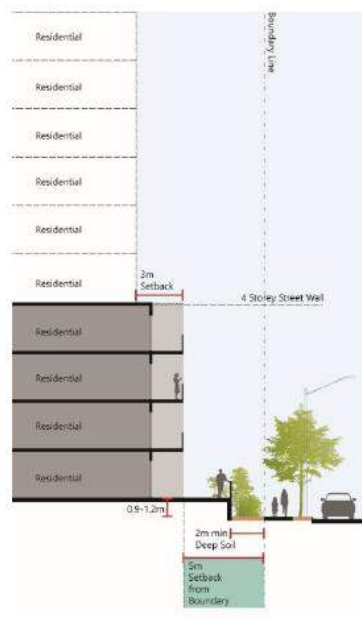 Residential
Boundary Line
Residential
Residential
Residential
Residential
Residential
3m
Setback
4 Storey Street Wall
Residential
Residential
Residential
Residential
0.9-1.2m
2m min
Deep Soil
5m
Setback
from
Boundary